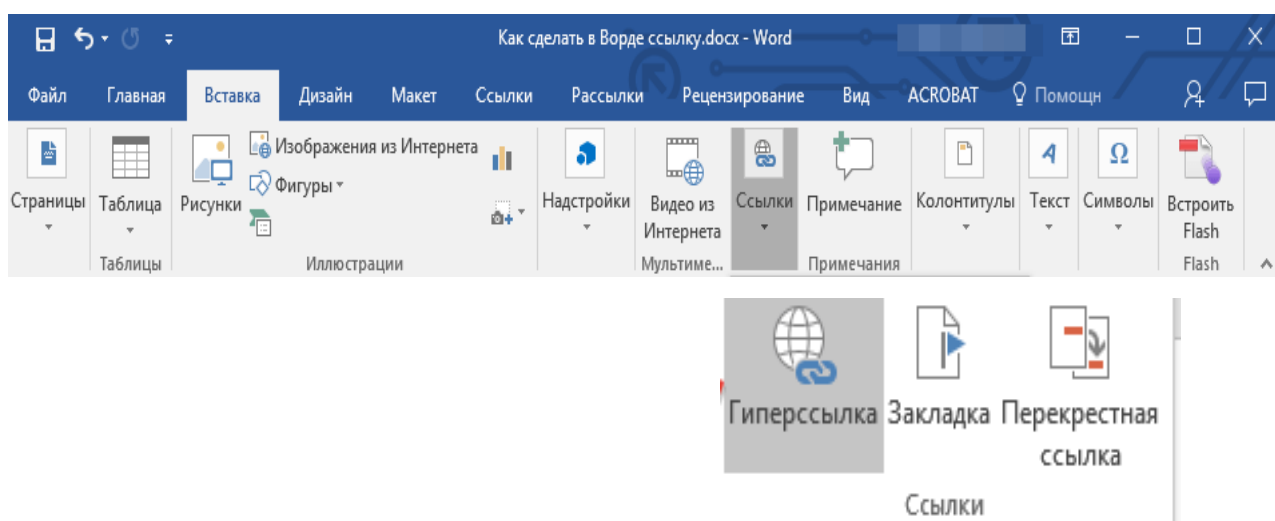 Как сделать в Ворде ссылку.docx - Word
Файл Главная Вставка Дизайн Макет Ссылки Рассылки Рецензирование Вид ACROBAT Помощн
Изображения из Интернета
Фигуры
Страницы Таблица Рисунки Надстройки Видео из Интернета Ссылки Примечание Колонтитулы Текст Символы Встроить Flash
Таблицы Иллюстрации Мультиме... Примечания Flash
Гиперссылка Закладка Перекрестная
ссылка
Ссылки